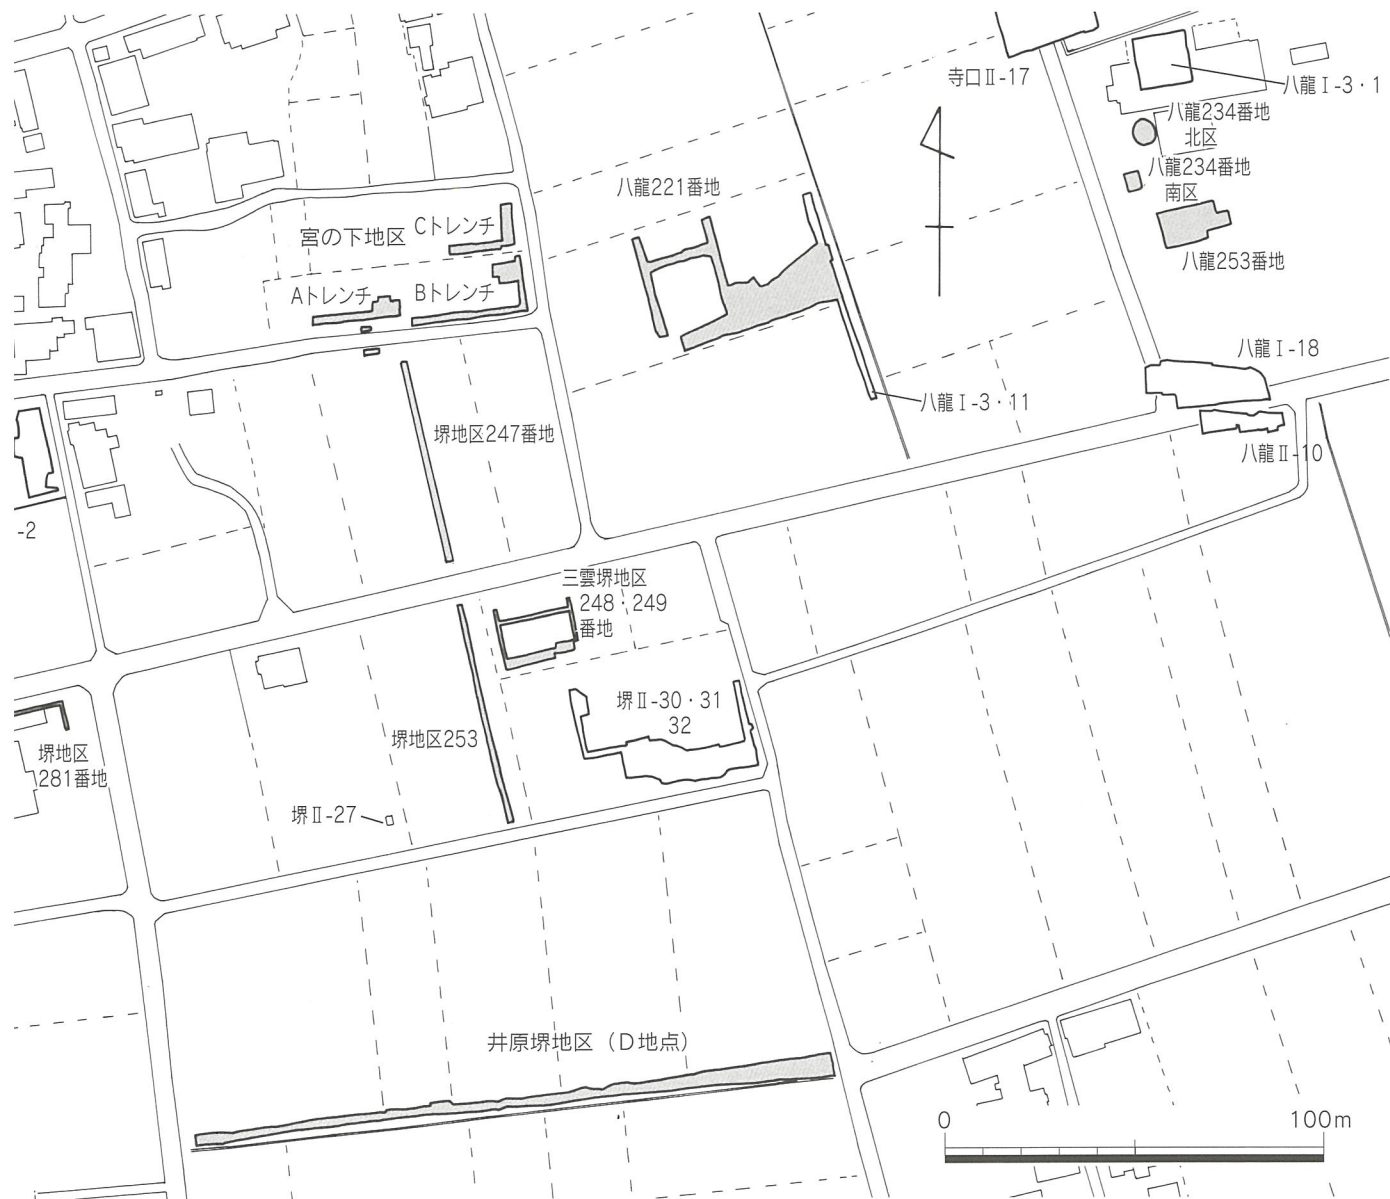 寺口Ⅱ-17
八龍Ⅰ-3・1
八龍234番地
北区
八龍234番地
南区
八龍221番地
宮の下地区
Cトレンチ
八龍253番地
Aトレンチ
Bトレンチ
八龍Ⅰ-18
八龍Ⅰ-3・11
堺地区247番地
八龍Ⅱ-10
-2
三雲堺地区
248・249
番地
堺Ⅱ-30・31
32
堺地区253
堺地区
281番地
堺Ⅱ-27
井原堺地区（D地点）
0
100m